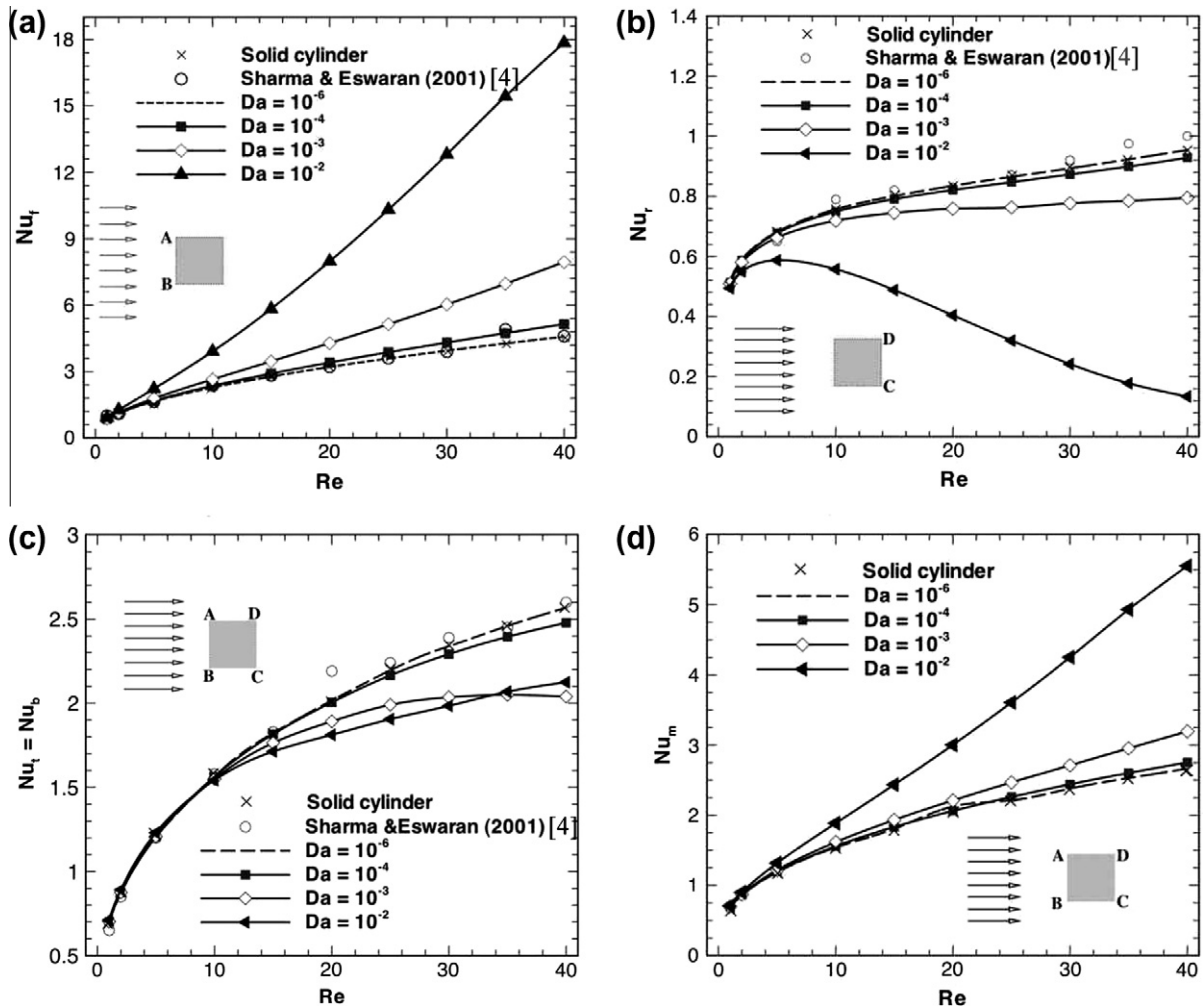 (a)
18
15
12
9
6
3
0
Nu_f
Solid cylinder
Sharma & Eswaran (2001) [4]
Da = 10^-6
Da = 10^-4
Da = 10^-3
Da = 10^-2
A
B
0 10 20 30 40
Re
(b)
1.4
1.2
1
0.8
0.6
0.4
0.2
0
Nu_r
Solid cylinder
Sharma & Eswaran (2001)[4]
Da = 10^-6
Da = 10^-4
Da = 10^-3
Da = 10^-2
D
C
0 10 20 30 40
Re
(c)
3
2.5
2
1.5
1
0.5
Nu_t = Nu_b
A D
B C
Solid cylinder
Sharma &Eswaran (2001)[4]
Da = 10^-6
Da = 10^-4
Da = 10^-3
Da = 10^-2
0 10 20 30 40
Re
(d)
6
5
4
3
2
1
0
Nu_m
Solid cylinder
Da = 10^-6
Da = 10^-4
Da = 10^-3
Da = 10^-2
A D
B C
0 10 20 30 40
Re